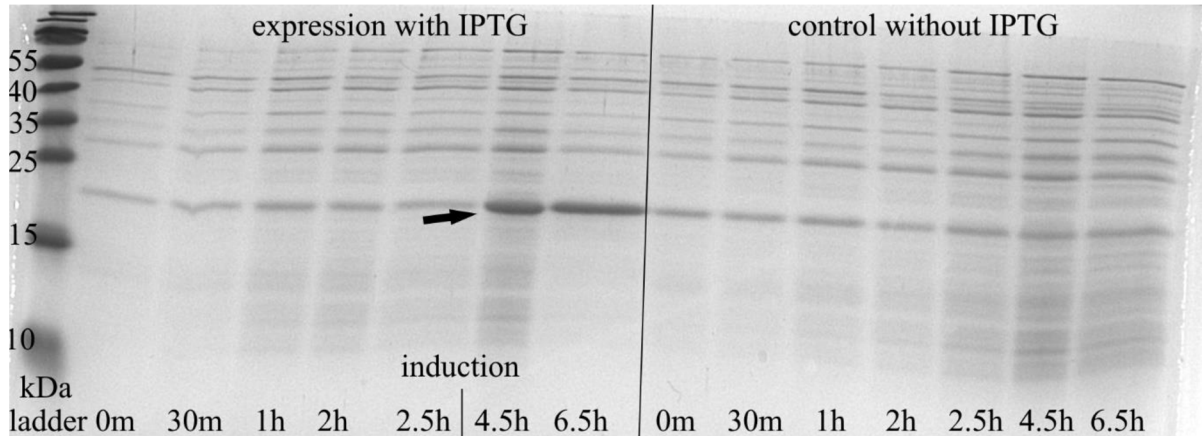 expression with IPTG
control without IPTG
55
40
35
25
15
10
kDa
induction
ladder 0m 30m 1h 2h 2.5h 4.5h 6.5h 0m 30m 1h 2h 2.5h 4.5h 6.5h